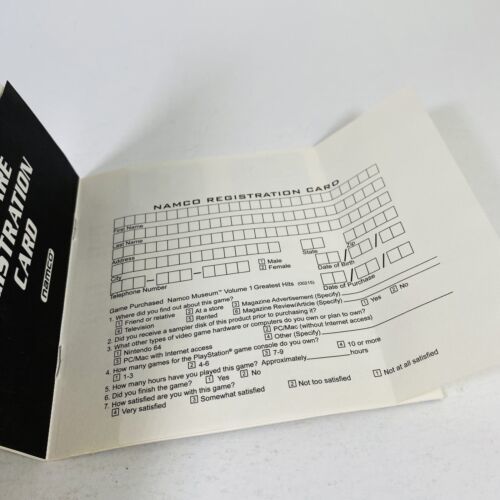 ARE
ISTRATION
CARD
namco
NAMCO REGISTRATION CARD
First Name
Last Name
Address
City
State
Zip
Telephone Number
1 Male
2 Female
Date of Birth
Date of Purchase
Game Purchased Namco Museum™ Volume 1 Greatest Hits (00215)
1. Where did you find out about this game?
1 Friend or relative 2 At a store 3 Magazine Advertisement (Specify)
4 Television 5 Rented 6 Magazine Review/Article (Specify)
2. Did you receive a sampler disk of this product prior to purchasing it? 1 Yes 2 No
3. What other types of video game hardware or computers do you own or plan to own?
1 Nintendo 64 2 PC/Mac (without Internet access)
3 PC/Mac with Internet access 4 Other (Specify)
4. How many games for the PlayStation® game console do you own?
1 1-3 2 4-6 3 7-9 4 10 or more
5. How many hours have you played this game? Approximately hours
6. Did you finish the game? 1 Yes 2 No
7. How satisfied are you with this game?
4 Very satisfied 3 Somewhat satisfied 2 Not too satisfied 1 Not at all satisfied